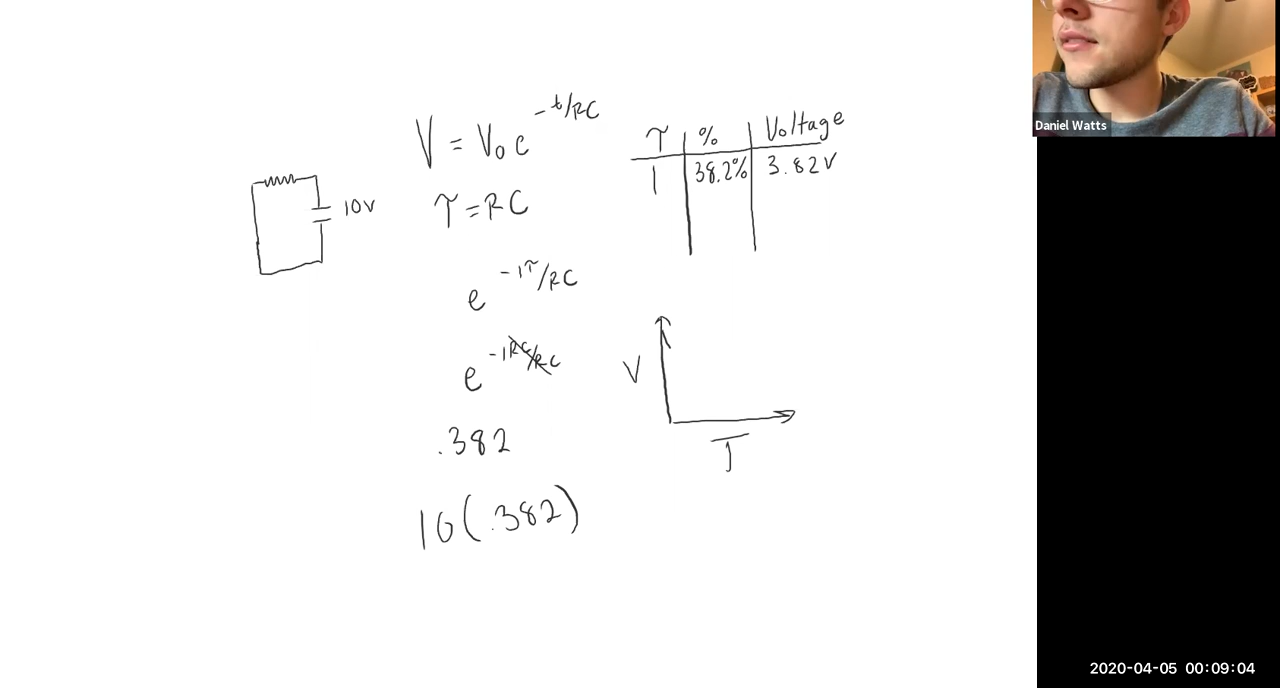 V = V₀ e^-t/RC
τ = RC
10V
e^-1τ/RC
e^-1RC/RC
.382
10(.382)
τ % Voltage
1 38.2% 3.82V
V
T
Daniel Watts
2020-04-05 00:09:04